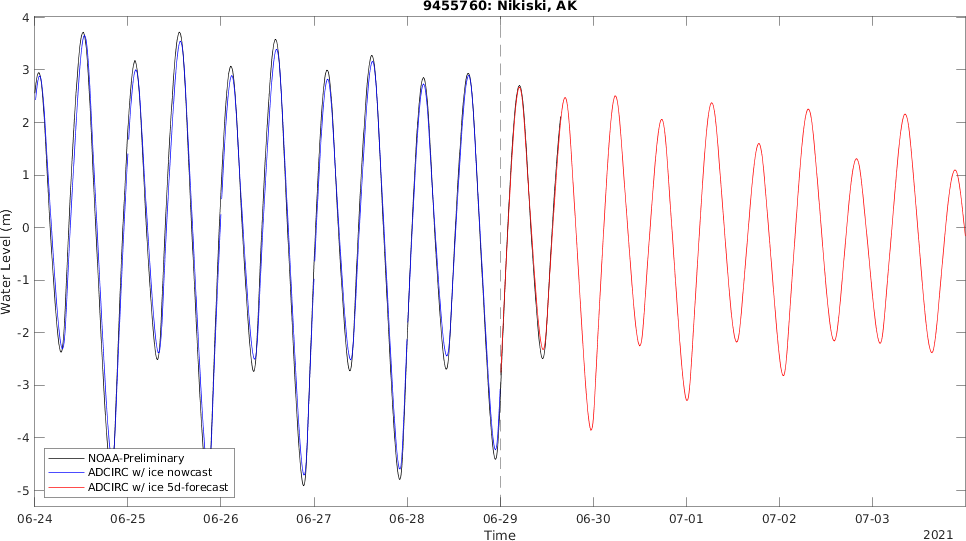 9455760: Nikiski, AK
Water Level (m)
4
3
2
1
0
-1
-2
-3
-4
-5
NOAA-Preliminary
ADCIRC w/ ice nowcast
ADCIRC w/ ice 5d-forecast
06-24 06-25 06-26 06-27 06-28 06-29 06-30 07-01 07-02 07-03
Time
2021